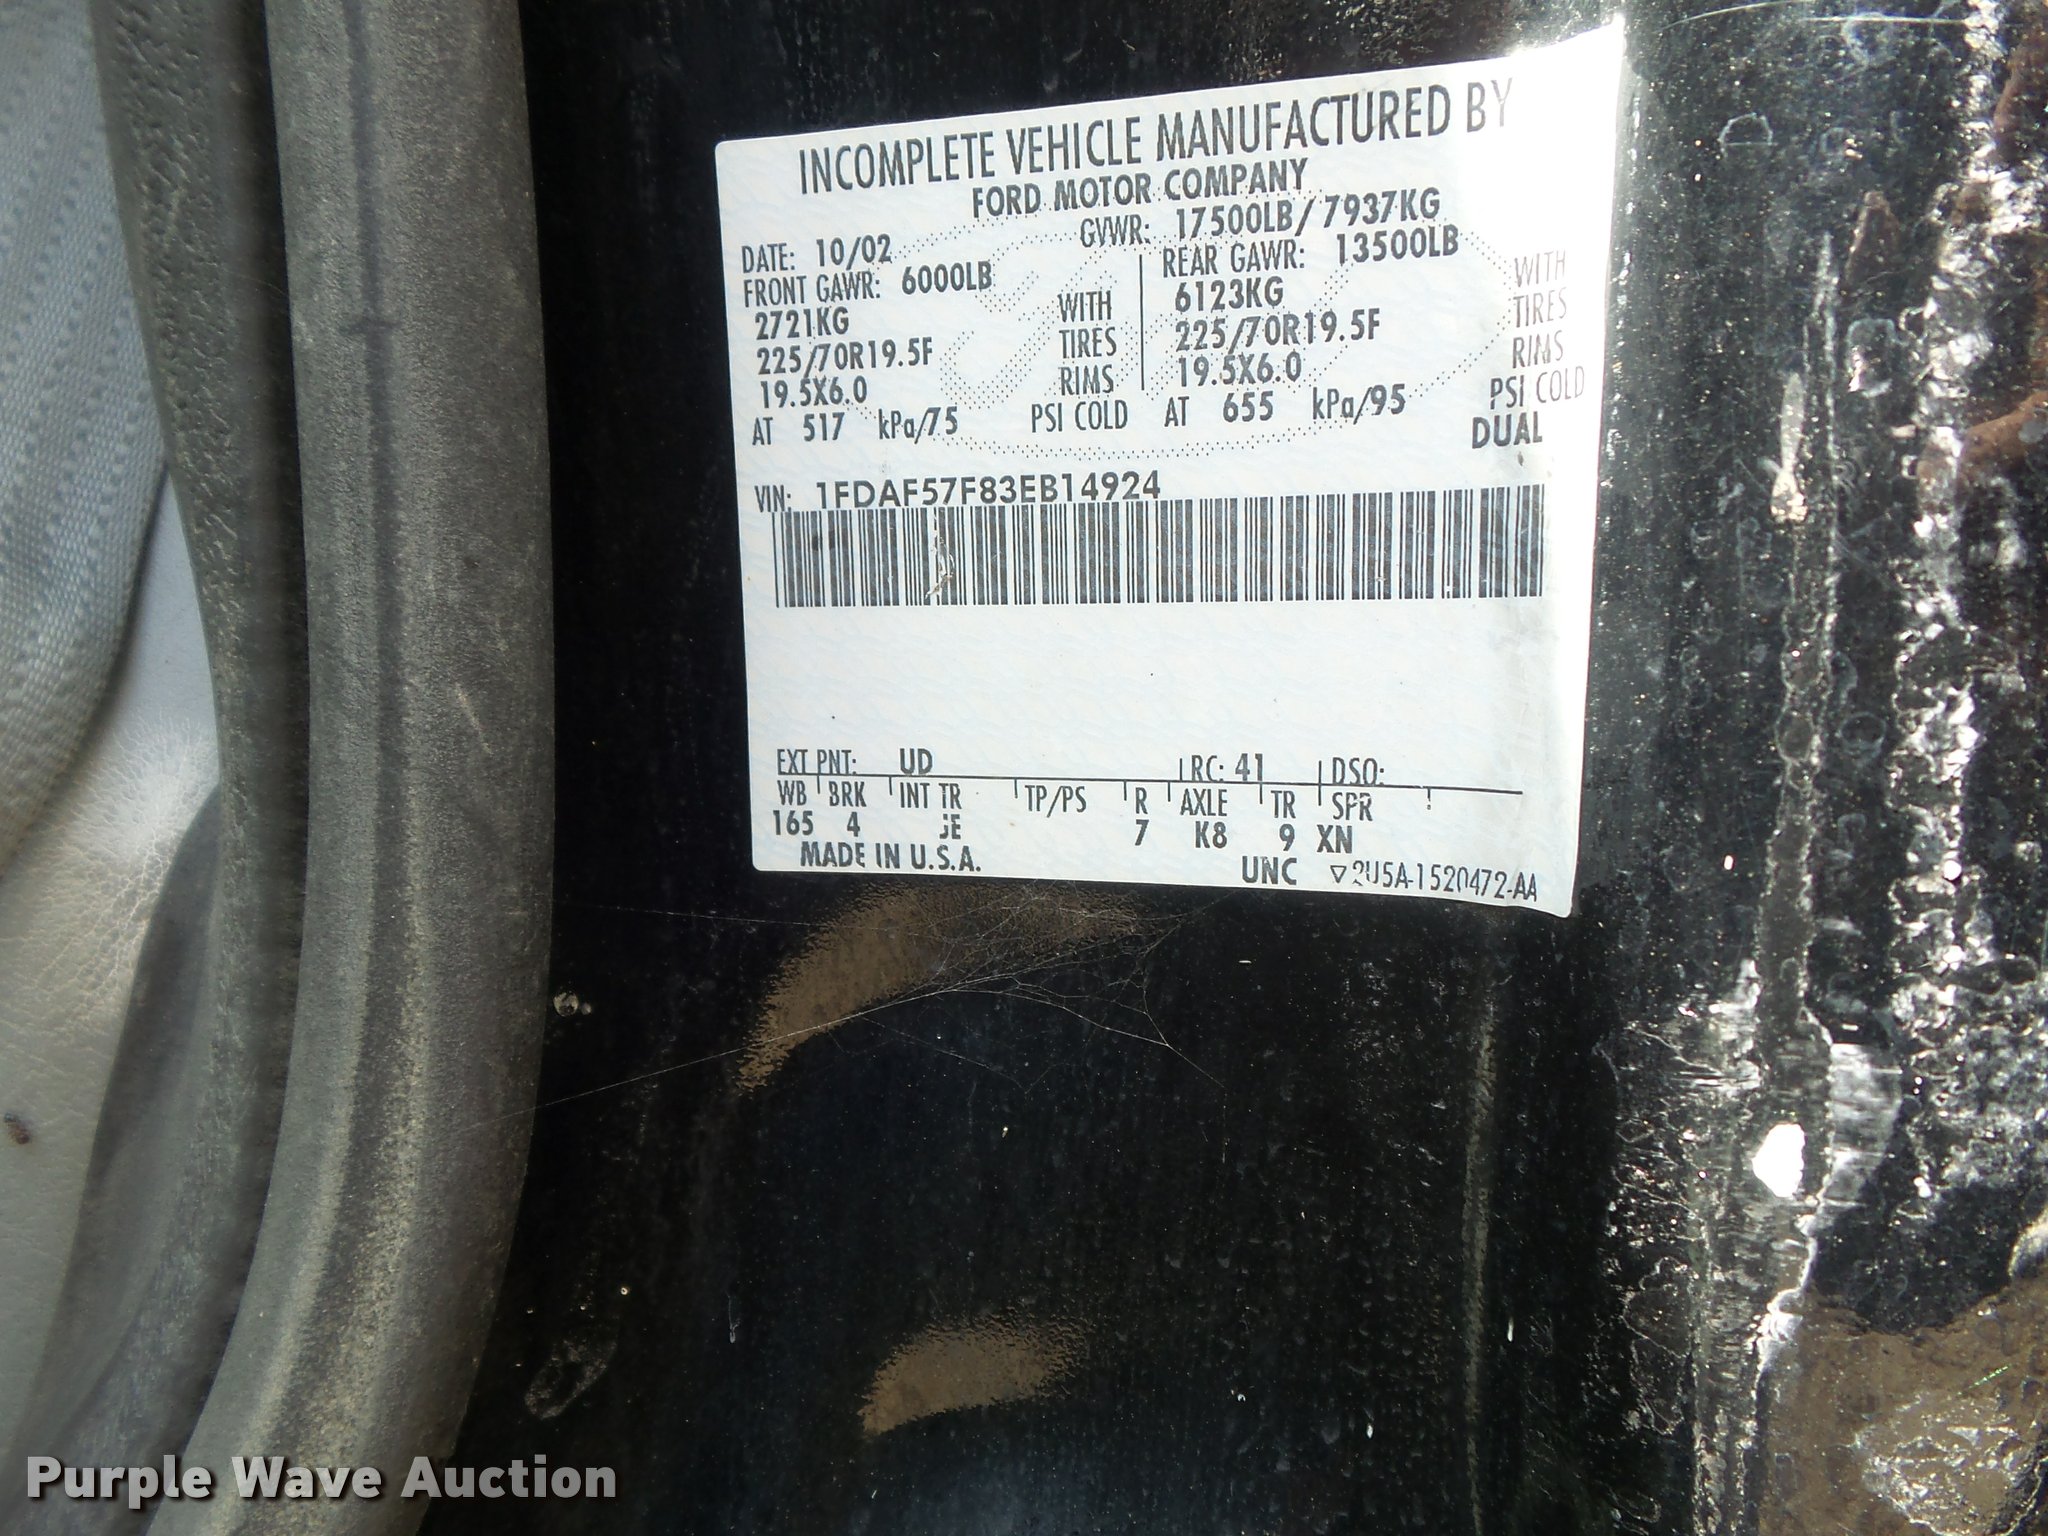 INCOMPLETE VEHICLE MANUFACTURED BY
FORD MOTOR COMPANY
DATE: 10/02 GVWR: 17500LB/7937KG
FRONT GAWR: 6000LB REAR GAWR: 13500LB
2721KG WITH 6123KG WITH
225/70R19.5F TIRES 225/70R19.5F TIRES
19.5X6.0 RIMS 19.5X6.0 RIMS
AT 517 kPa/75 PSI COLD AT 655 kPa/95 PSI COLD
DUAL
VIN: 1FDAF57F83EB14924
EXT PNT: UD RC: 41 DSO:
WB BRK INT TR TP/PS R AXLE TR SPR
165 4 JE 7 K8 9 XN
MADE IN U.S.A. UNC ▽2U5A-1520472-AA
Purple Wave Auction